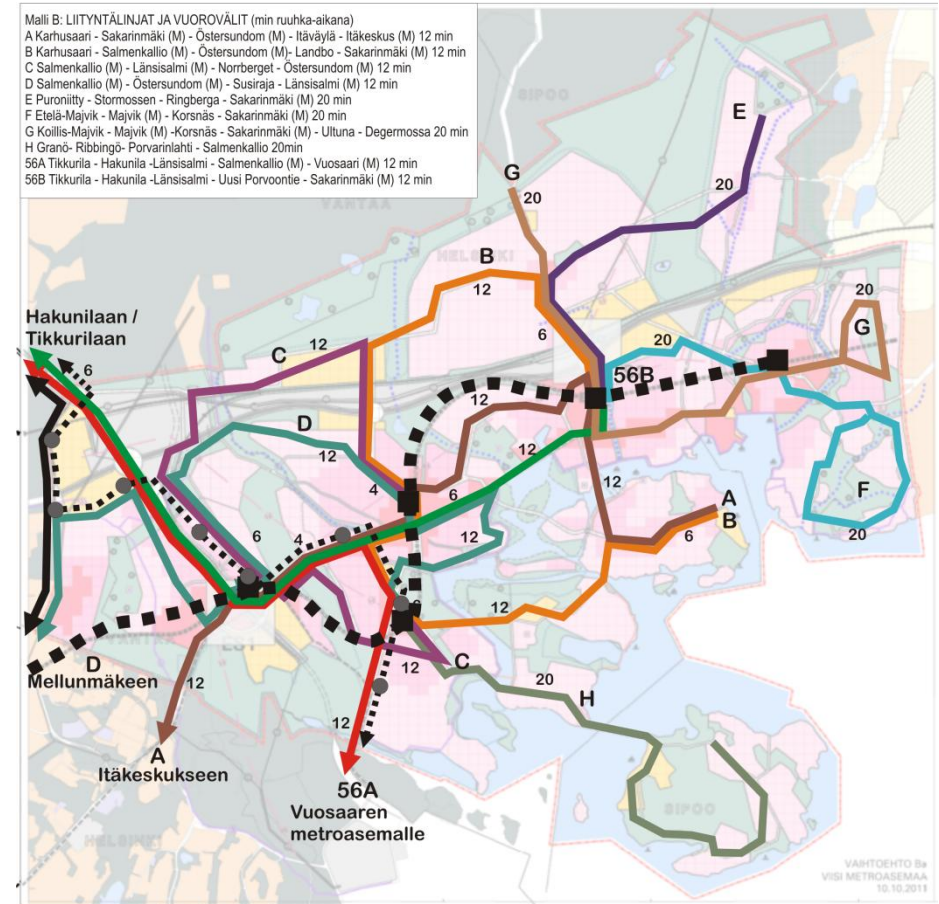 Malli B: LIITYNTÄLINJAT JA VUOROVÄLIT (min ruuhka-aikana)
A Karhusaari - Sakarinmäki (M) - Östersundom (M) - Itäväylä - Itäkeskus (M) 12 min
B Karhusaari - Salmenkallio (M) - Östersundom (M)- Landbo - Sakarinmäki (M) 12 min
C Salmenkallio (M) - Länsisalmi (M) - Norrberget - Östersundom (M) 12 min
D Salmenkallio (M) - Östersundom (M) - Susiraja - Länsisalmi (M) 12 min
E Puroniitty - Stormossen - Ringberga - Sakarinmäki (M) 20 min
F Etelä-Majvik - Majvik (M) - Korsnäs - Sakarinmäki (M) 20 min
G Koillis-Majvik - Majvik (M) -Korsnäs - Sakarinmäki (M) - Ultuna - Degermossa 20 min
H Granö- Ribbingö- Porvarinlahti - Salmenkallio 20min
56A Tikkurila - Hakunila -Länsisalmi - Salmenkallio (M) - Vuosaari (M) 12 min
56B Tikkurila - Hakunila -Länsisalmi - Uusi Porvoontie - Sakarinmäki (M) 12 min
SIPOO
E
20
G
20
VANTAA
HELSINKI
B
12
20
G
Hakunilaan /
Tikkurilaan
6
C
12
6
20
56B
12
D
12
12
4
6
12
12
A
B
6
F
20
6
4
12
12
D
Mellunmäkeen
12
12
C
20
H
12
A
Itäkeskukseen
56A
Vuosaaren
metroasemalle
SIPOO
HELSINKI
VAIHTOEHTO Ba
VIISI METROASEMAA
10.10.2011